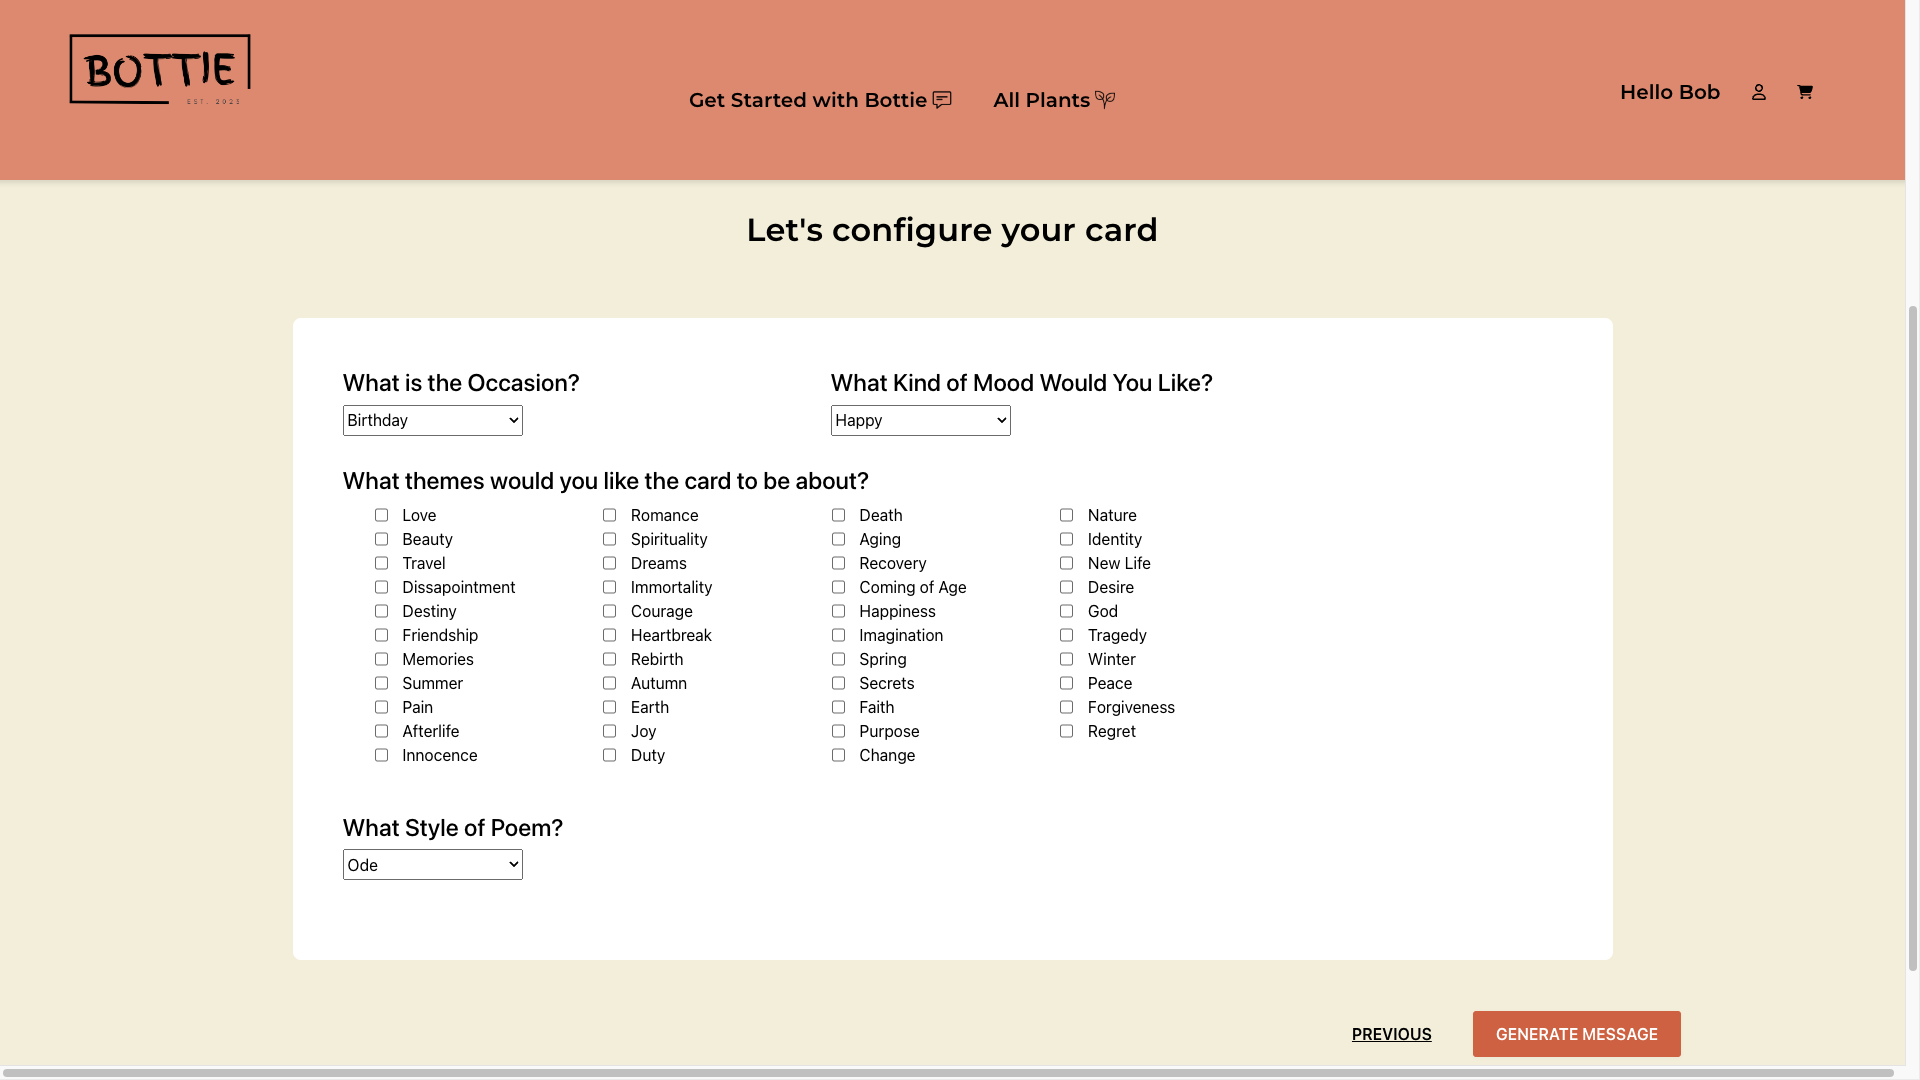 BOTTIE
EST. 2023
Get Started with Bottie
All Plants
Hello Bob
Let's configure your card
What is the Occasion?
Birthday
What Kind of Mood Would You Like?
Happy
What themes would you like the card to be about?
Love Romance Death Nature
Beauty Spirituality Aging Identity
Travel Dreams Recovery New Life
Dissapointment Immortality Coming of Age Desire
Destiny Courage Happiness God
Friendship Heartbreak Imagination Tragedy
Memories Rebirth Spring Winter
Summer Autumn Secrets Peace
Pain Earth Faith Forgiveness
Afterlife Joy Purpose Regret
Innocence Duty Change
What Style of Poem?
Ode
PREVIOUS
GENERATE MESSAGE